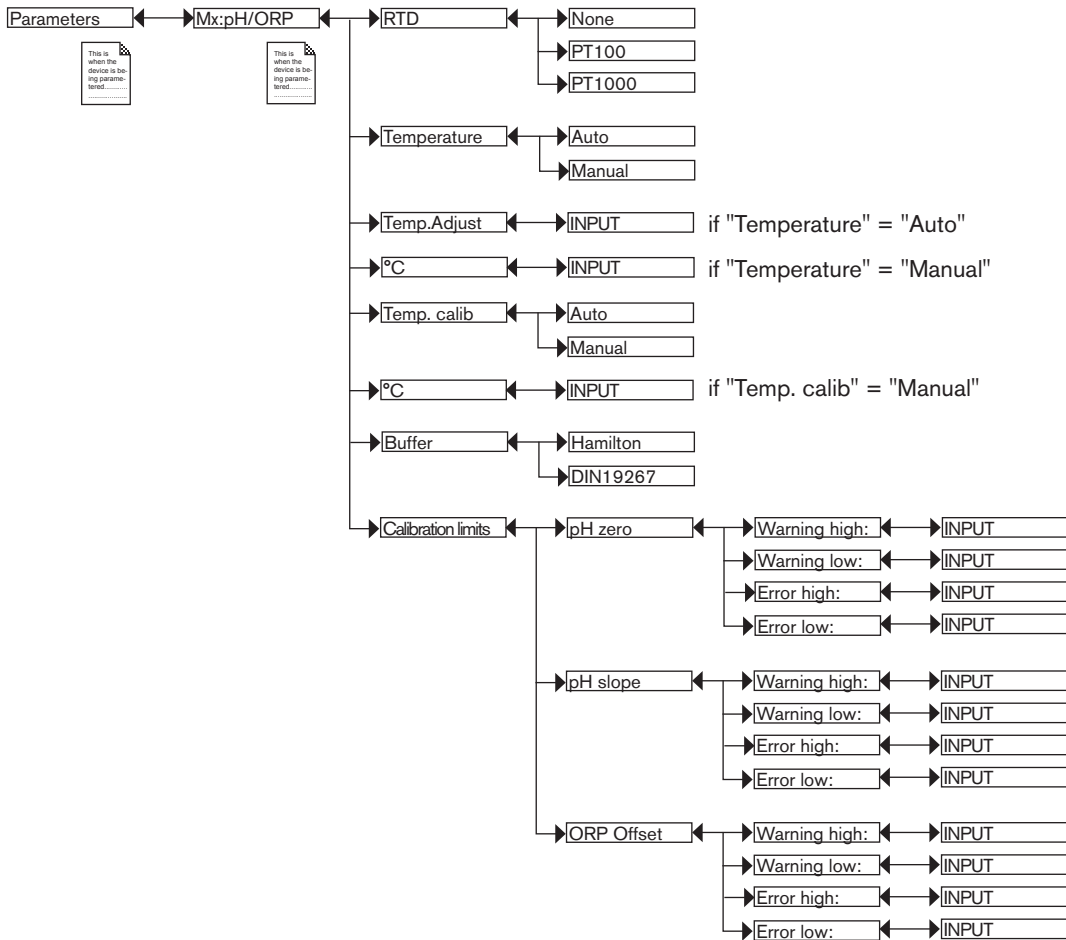 Parameters Mx:pH/ORP RTD None
PT100
PT1000
This is
when the
device is be-
ing parame-
tered...........
....................
This is
when the
device is be-
ing parame-
tered...........
....................
Temperature Auto
Manual
Temp.Adjust INPUT if "Temperature" = "Auto"
°C INPUT if "Temperature" = "Manual"
Temp. calib Auto
Manual
°C INPUT if "Temp. calib" = "Manual"
Buffer Hamilton
DIN19267
Calibration limits pH zero Warning high: INPUT
Warning low: INPUT
Error high: INPUT
Error low: INPUT
pH slope Warning high: INPUT
Warning low: INPUT
Error high: INPUT
Error low: INPUT
ORP Offset Warning high: INPUT
Warning low: INPUT
Error high: INPUT
Error low: INPUT